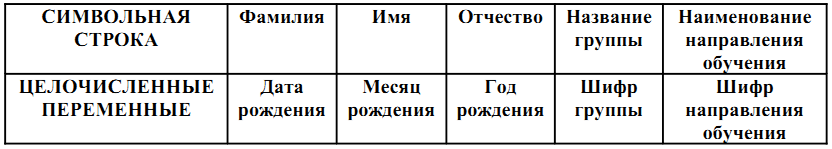 СИМВОЛЬНАЯ СТРОКА
Фамилия
Имя
Отчество
Название группы
Наименование направления обучения
ЦЕЛОЧИСЛЕННЫЕ ПЕРЕМЕННЫЕ
Дата рождения
Месяц рождения
Год рождения
Шифр группы
Шифр направления обучения